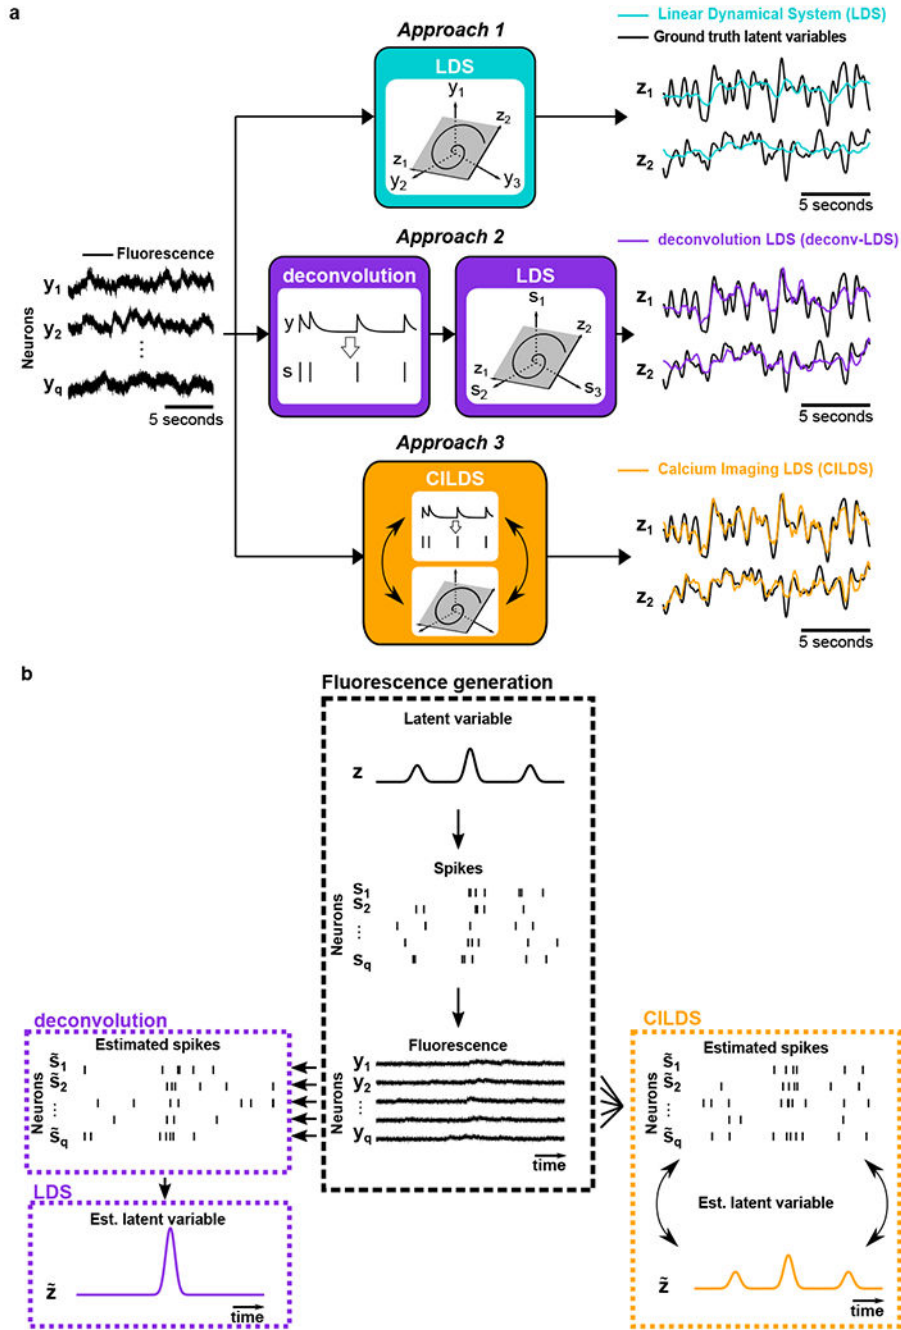 a
Approach 1
LDS
y1
z2
z1
y2
y3
Linear Dynamical System (LDS)
Ground truth latent variables
z1
z2
5 seconds
Fluorescence
Neurons
y1
y2
⋮
yq
5 seconds
Approach 2
deconvolution
y
s
LDS
s1
z2
z1
s2
s3
deconvolution LDS (deconv-LDS)
z1
z2
5 seconds
Approach 3
CILDS
Calcium Imaging LDS (CILDS)
z1
z2
5 seconds
b
Fluorescence generation
Latent variable
z
Spikes
Neurons
s1
s2
⋮
sq
Fluorescence
Neurons
y1
y2
⋮
yq
time
deconvolution
Estimated spikes
Neurons
s̃1
s̃2
⋮
s̃q
LDS
Est. latent variable
z̃
time
CILDS
Estimated spikes
Neurons
s̃1
s̃2
⋮
s̃q
Est. latent variable
z̃
time